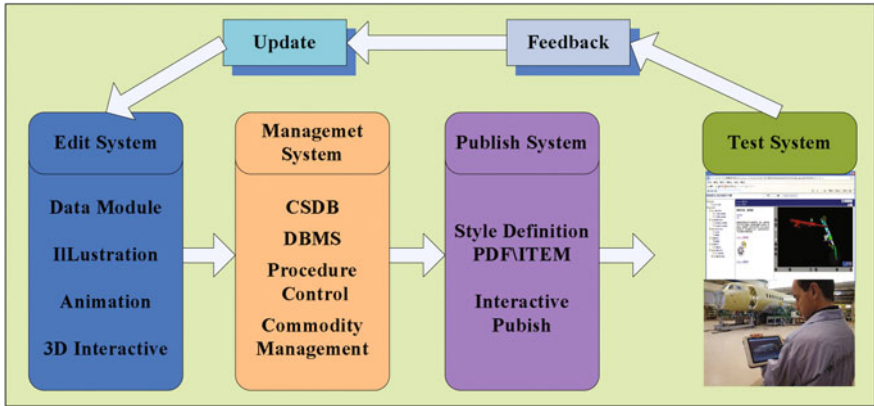 Update
Feedback
Edit System
Data Module
IlLustration
Animation
3D Interactive
Managemet
System
CSDB
DBMS
Procedure
Control
Commodity
Management
Publish System
Style Definition
PDF\ITEM
Interactive
Pubish
Test System